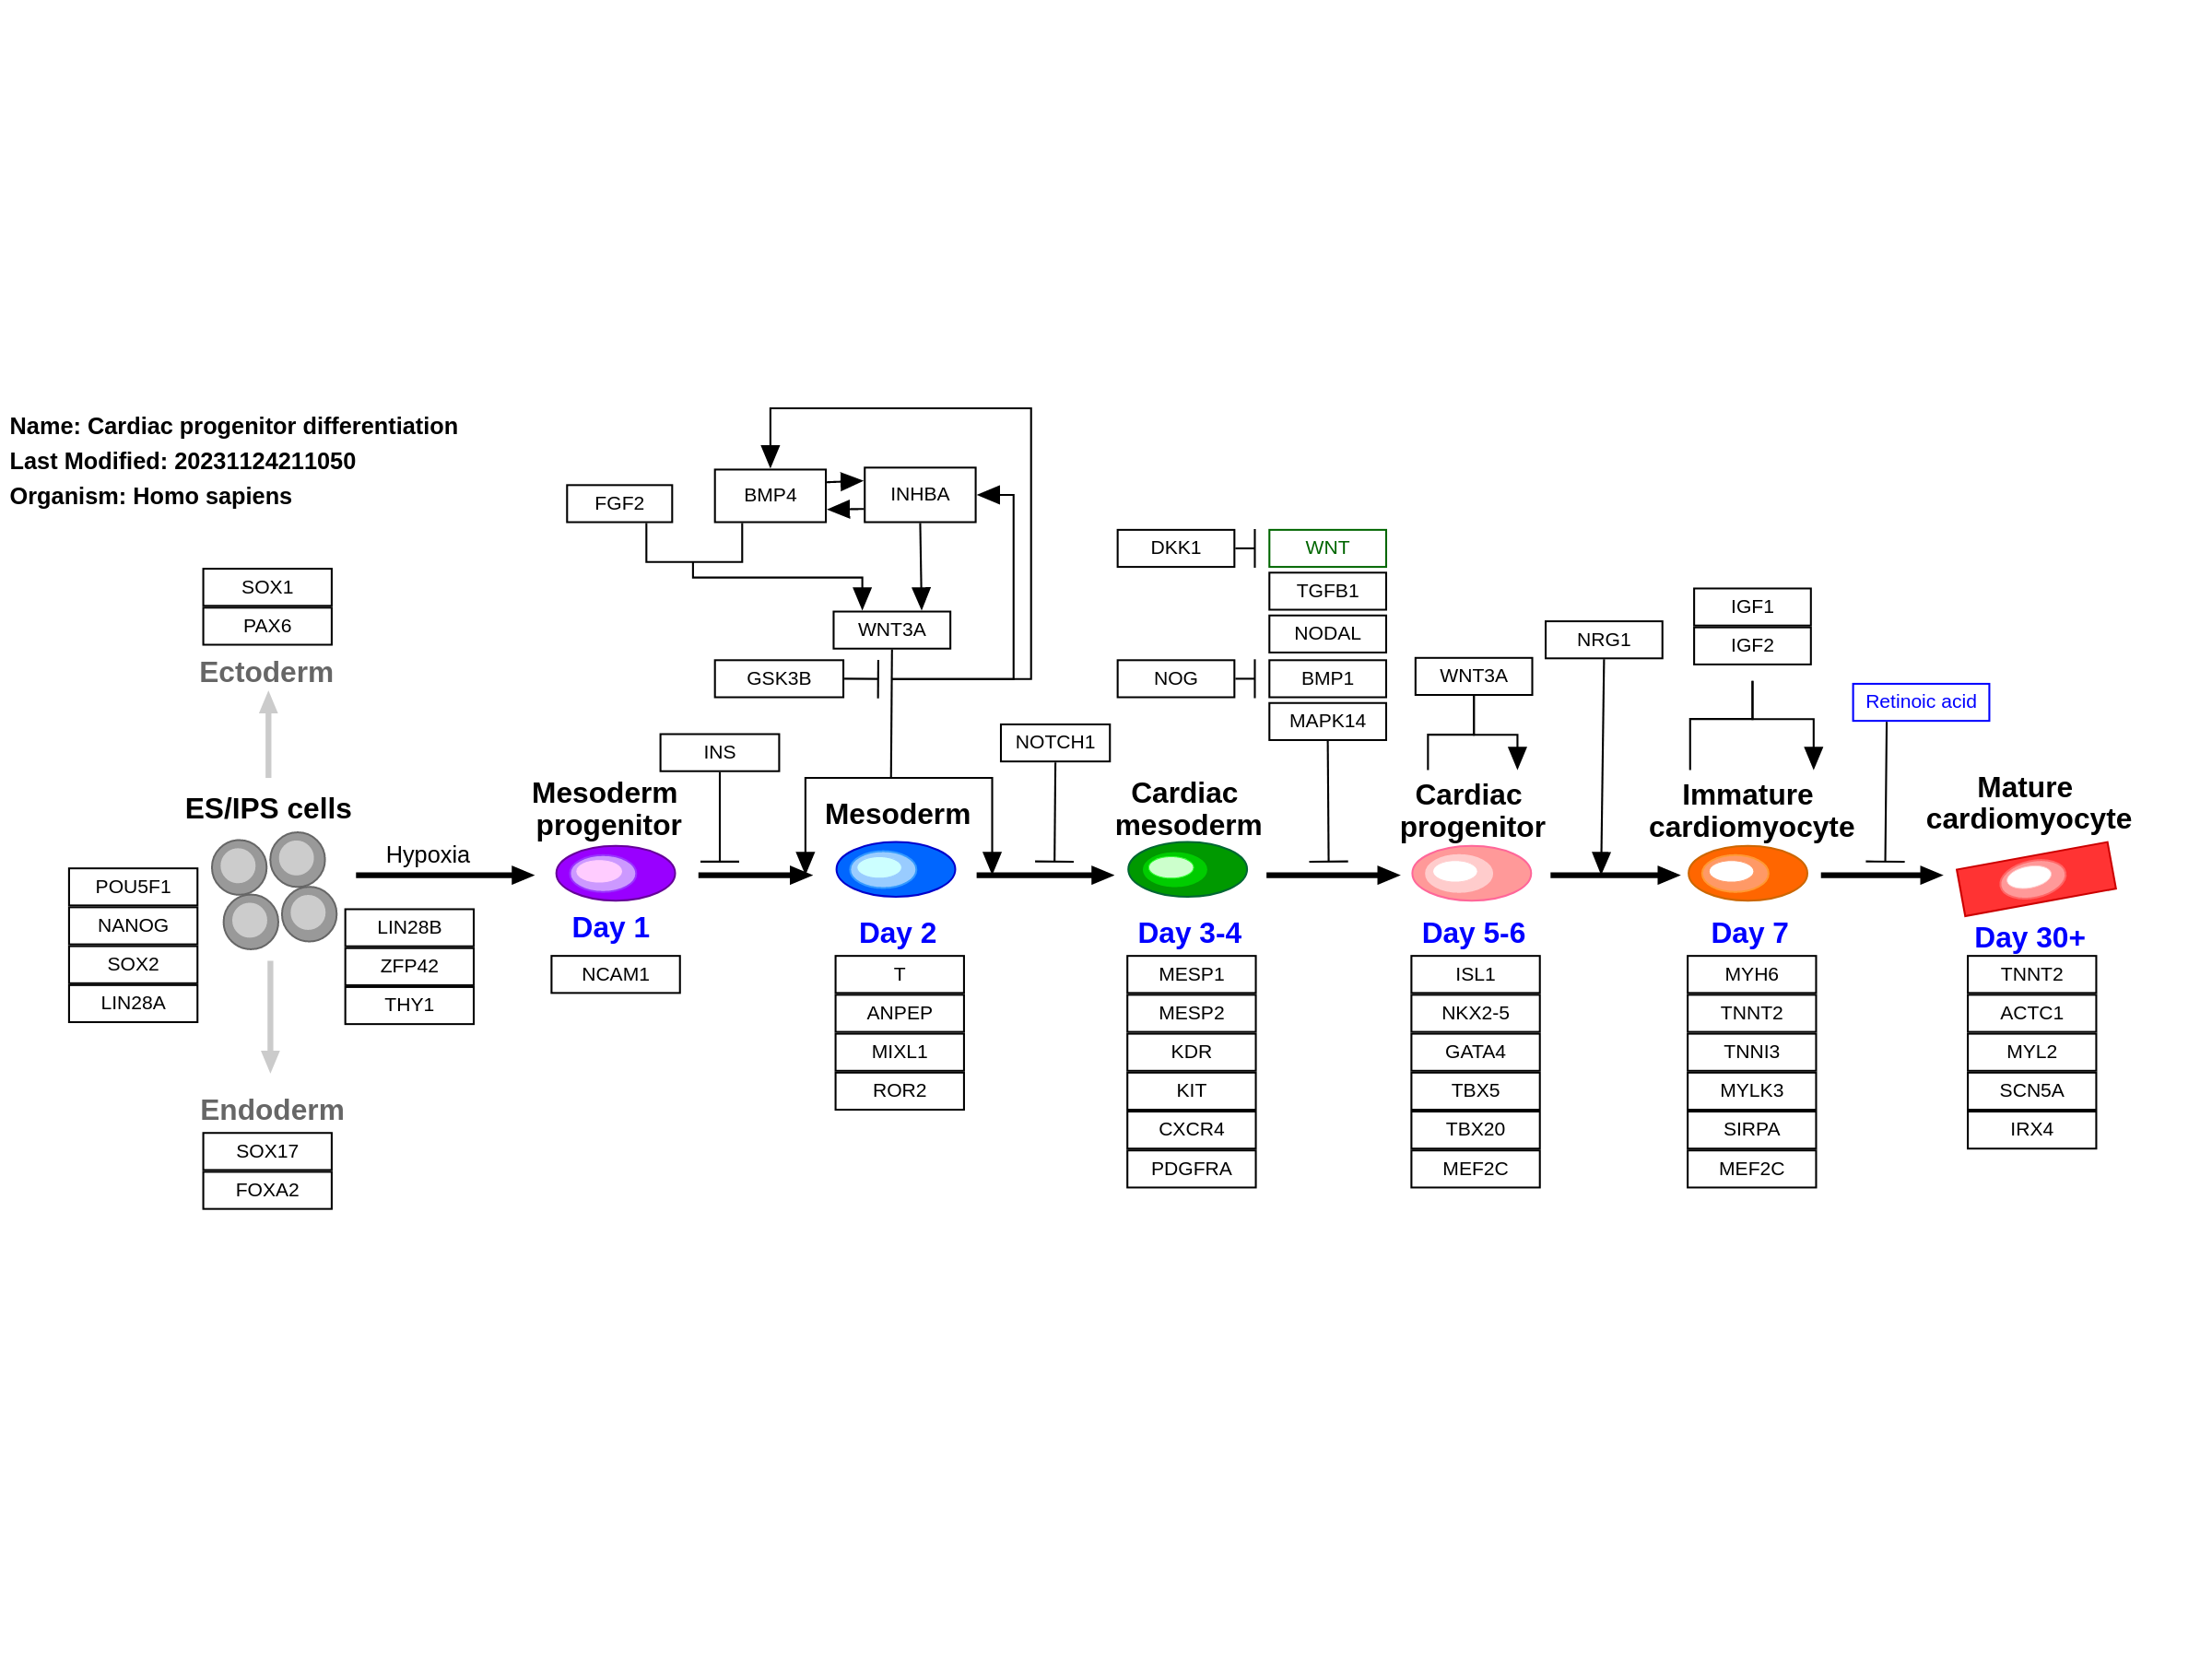 Name: Cardiac progenitor differentiation
Last Modified: 20231124211050
Organism: Homo sapiens
SOX1
PAX6
Ectoderm
ES/IPS cells
POU5F1
NANOG
SOX2
LIN28A
LIN28B
ZFP42
THY1
Endoderm
SOX17
FOXA2
Hypoxia
FGF2
BMP4
INHBA
WNT3A
GSK3B
INS
Mesoderm
progenitor
Day 1
NCAM1
Mesoderm
Day 2
T
ANPEP
MIXL1
ROR2
NOTCH1
Cardiac
mesoderm
Day 3-4
MESP1
MESP2
KDR
KIT
CXCR4
PDGFRA
DKK1
WNT
TGFB1
NODAL
NOG
BMP1
MAPK14
WNT3A
Cardiac
progenitor
Day 5-6
ISL1
NKX2-5
GATA4
TBX5
TBX20
MEF2C
NRG1
IGF1
IGF2
Immature
cardiomyocyte
Day 7
MYH6
TNNT2
TNNI3
MYLK3
SIRPA
MEF2C
Retinoic acid
Mature
cardiomyocyte
Day 30+
TNNT2
ACTC1
MYL2
SCN5A
IRX4